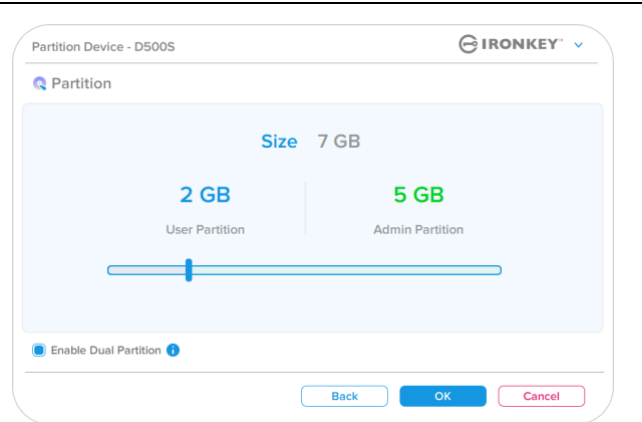 Partition Device - D500S
IRONKEY™
Partition
Size 7 GB
2 GB 5 GB
User Partition Admin Partition
Enable Dual Partition i
Back OK Cancel